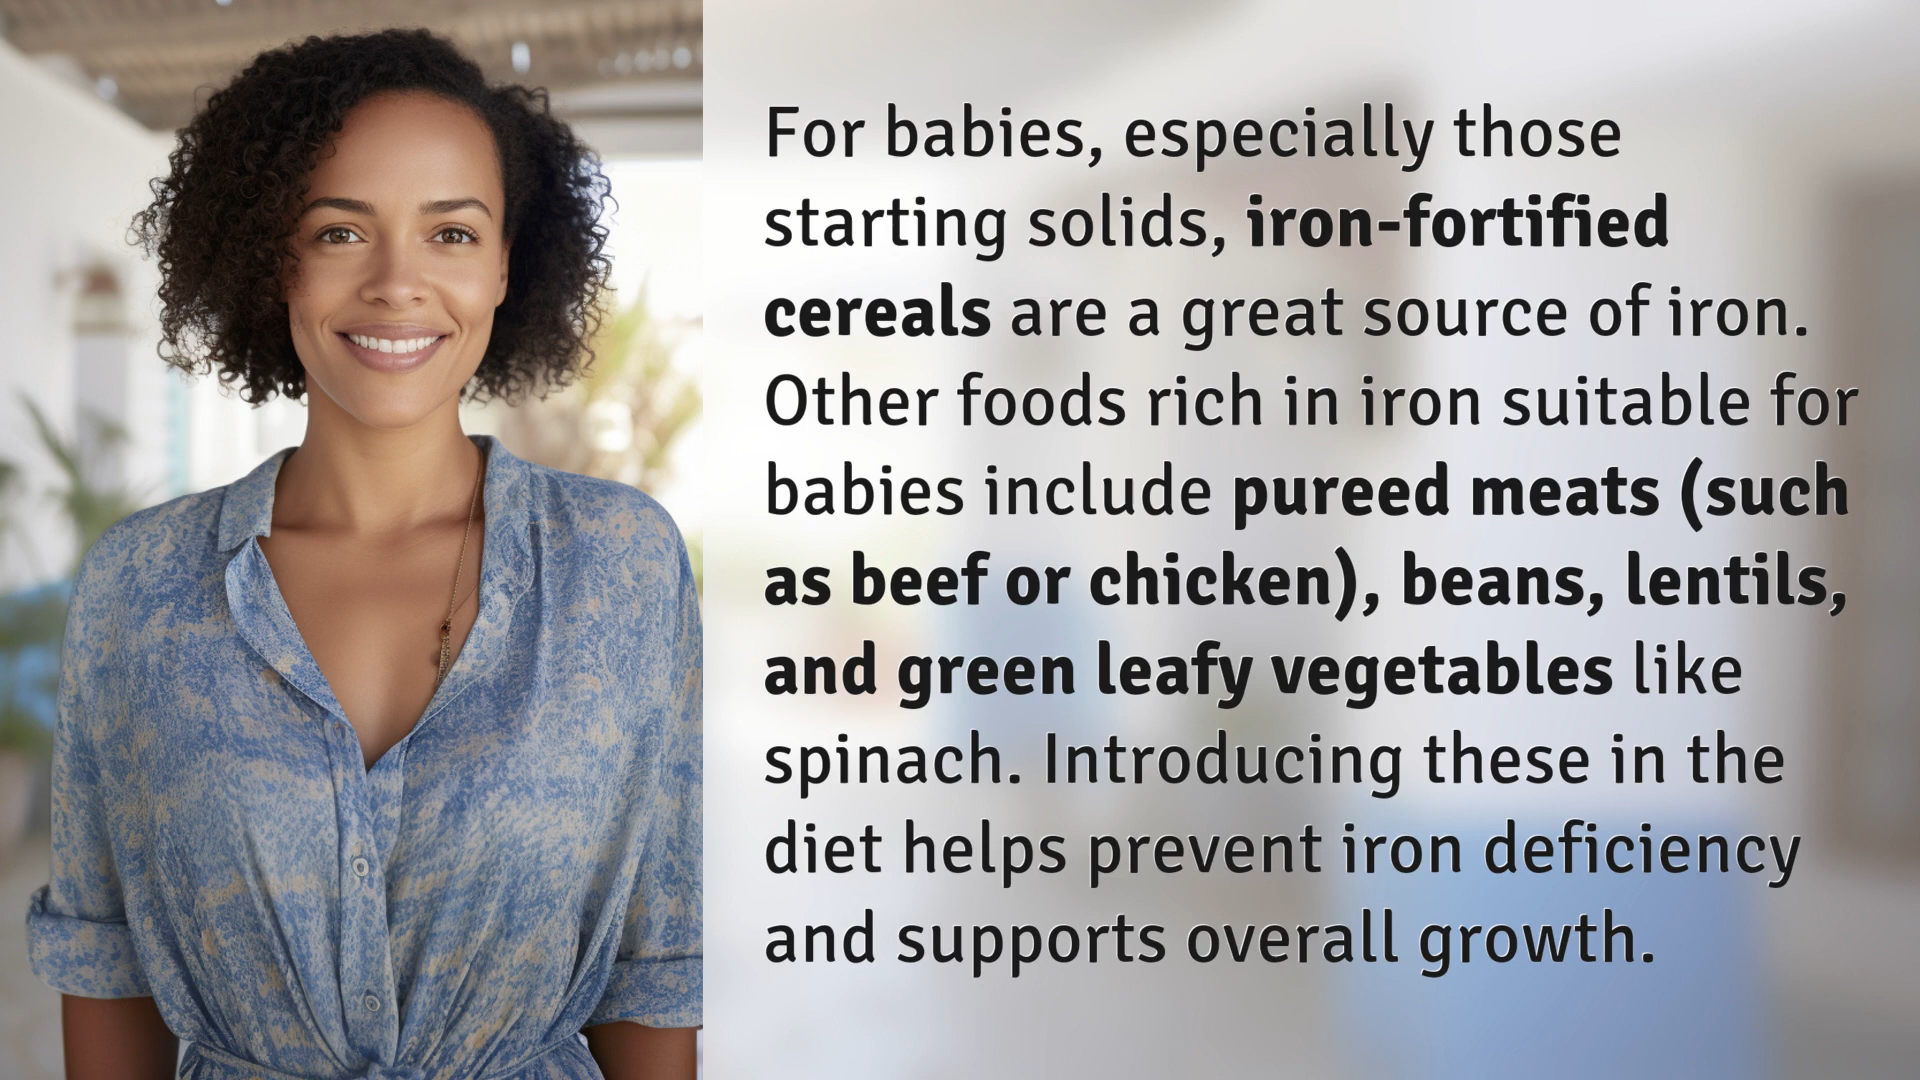 For babies, especially those
starting solids, iron-fortified
cereals are a great source of iron.
Other foods rich in iron suitable for
babies include pureed meats (such
as beef or chicken), beans, lentils,
and green leafy vegetables like
spinach. Introducing these in the
diet helps prevent iron deficiency
and supports overall growth.